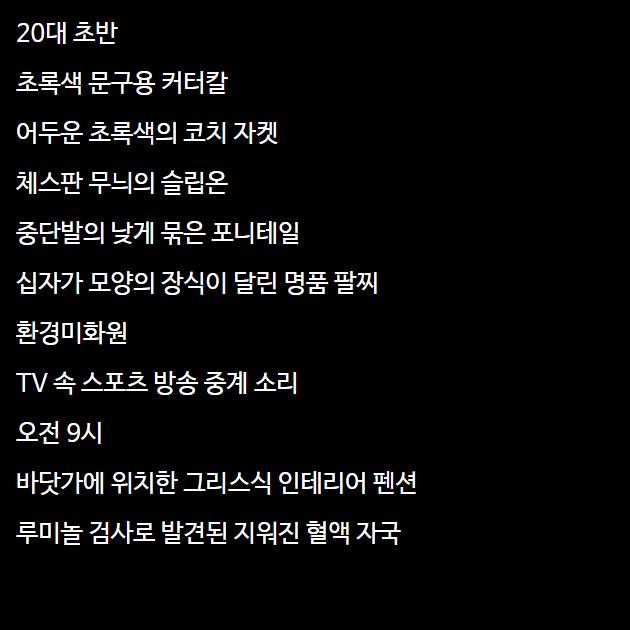 20대 초반
초록색 문구용 커터칼
어두운 초록색의 코치 자켓
체스판 무늬의 슬립온
중단발의 낮게 묶은 포니테일
십자가 모양의 장식이 달린 명품 팔찌
환경미화원
TV 속 스포츠 방송 중계 소리
오전 9시
바닷가에 위치한 그리스식 인테리어 펜션
루미놀 검사로 발견된 지워진 혈액 자국